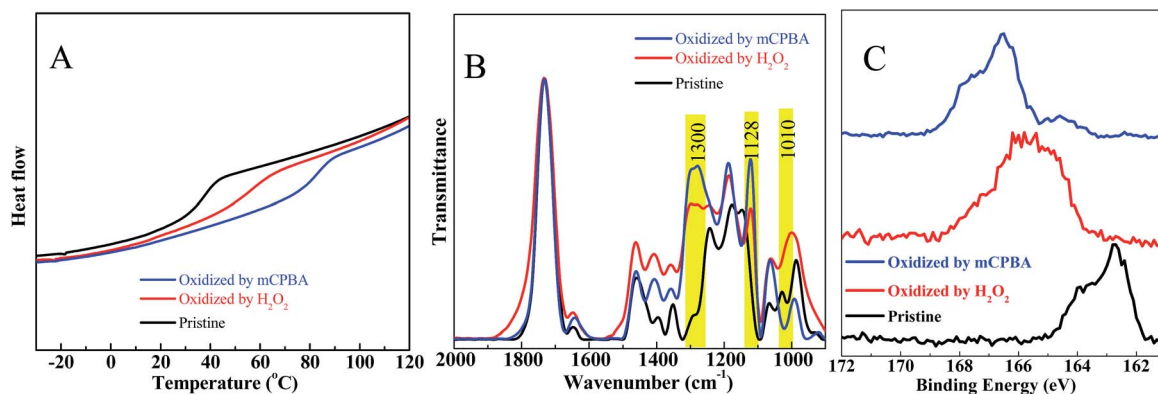 A
Heat flow
Oxidized by mCPBA
Oxidized by H₂O₂
Pristine
0 20 40 60 80 100 120
Temperature (°C)
B
Transmittance
Oxidized by mCPBA
Oxidized by H₂O₂
Pristine
1300
1128
1010
2000 1800 1600 1400 1200 1000
Wavenumber (cm⁻¹)
C
Oxidized by mCPBA
Oxidized by H₂O₂
Pristine
172 170 168 166 164 162
Binding Energy (eV)